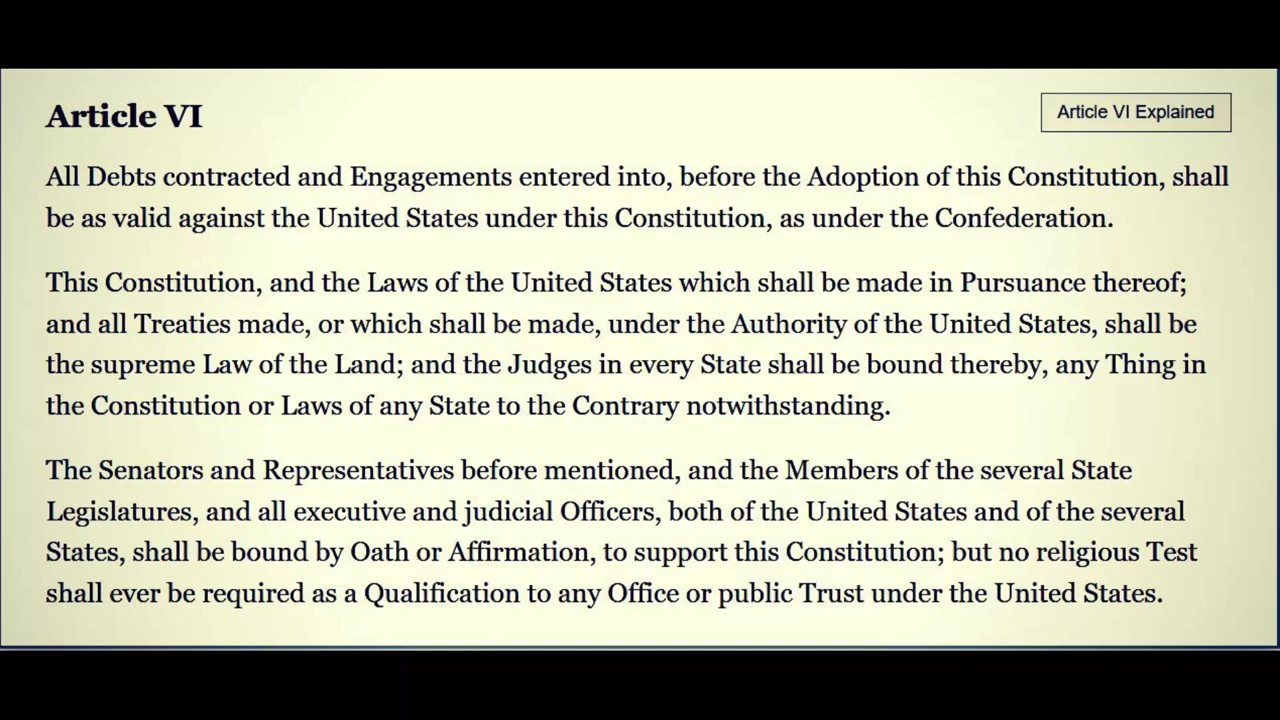 Article VI
Article VI Explained
All Debts contracted and Engagements entered into, before the Adoption of this Constitution, shall
be as valid against the United States under this Constitution, as under the Confederation.
This Constitution, and the Laws of the United States which shall be made in Pursuance thereof;
and all Treaties made, or which shall be made, under the Authority of the United States, shall be
the supreme Law of the Land; and the Judges in every State shall be bound thereby, any Thing in
the Constitution or Laws of any State to the Contrary notwithstanding.
The Senators and Representatives before mentioned, and the Members of the several State
Legislatures, and all executive and judicial Officers, both of the United States and of the several
States, shall be bound by Oath or Affirmation, to support this Constitution; but no religious Test
shall ever be required as a Qualification to any Office or public Trust under the United States.